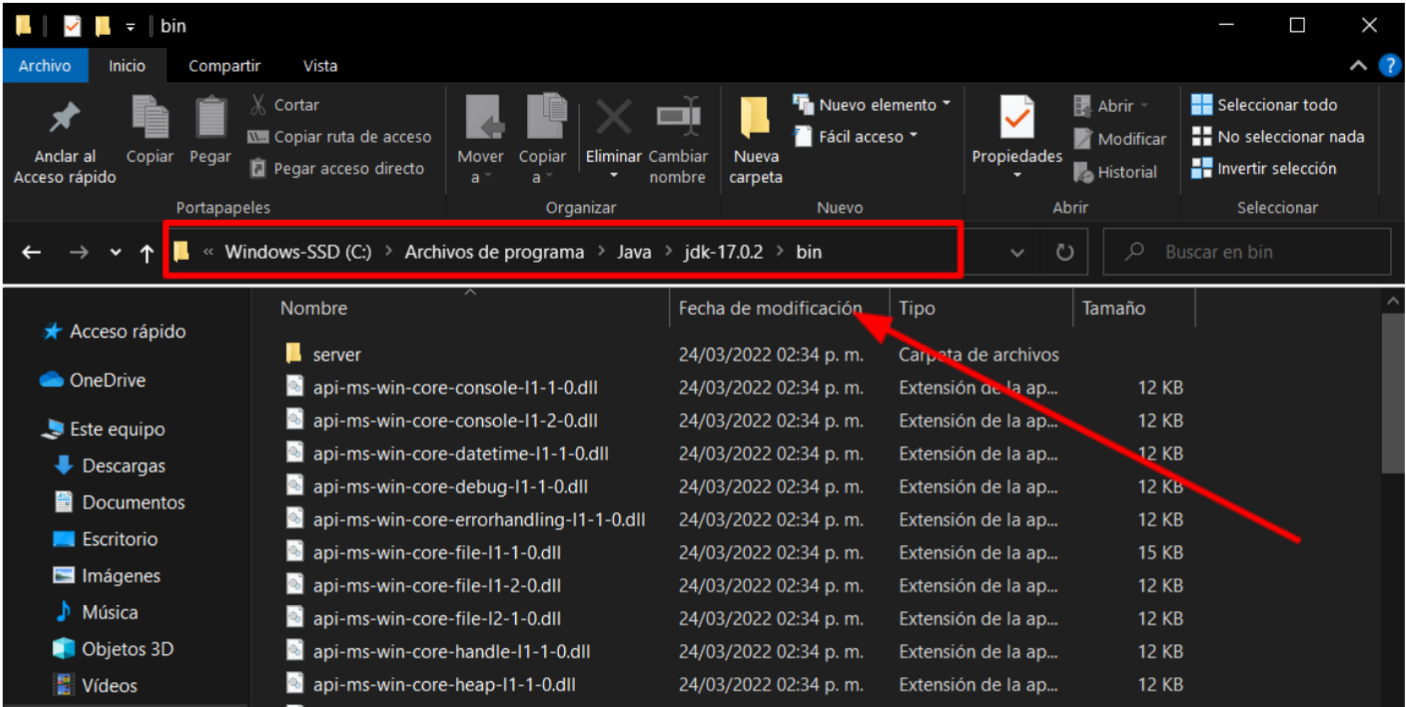 bin
Archivo Inicio Compartir Vista ?
Anclar al Acceso rápido
Copiar
Pegar
Cortar
Copiar ruta de acceso
Pegar acceso directo
Portapapeles
Mover a
Copiar a
Eliminar
Cambiar nombre
Organizar
Nueva carpeta
Nuevo elemento
Fácil acceso
Nuevo
Propiedades
Abrir
Modificar
Historial
Abrir
Seleccionar todo
No seleccionar nada
Invertir selección
Seleccionar
« Windows-SSD (C:) > Archivos de programa > Java > jdk-17.0.2 > bin
Buscar en bin
Acceso rápido
OneDrive
Este equipo
Descargas
Documentos
Escritorio
Imágenes
Música
Objetos 3D
Vídeos
Nombre Fecha de modificación Tipo Tamaño
server 24/03/2022 02:34 p. m. Carpeta de archivos
api-ms-win-core-console-l1-1-0.dll 24/03/2022 02:34 p. m. Extensión de la ap... 12 KB
api-ms-win-core-console-l1-2-0.dll 24/03/2022 02:34 p. m. Extensión de la ap... 12 KB
api-ms-win-core-datetime-l1-1-0.dll 24/03/2022 02:34 p. m. Extensión de la ap... 12 KB
api-ms-win-core-debug-l1-1-0.dll 24/03/2022 02:34 p. m. Extensión de la ap... 12 KB
api-ms-win-core-errorhandling-l1-1-0.dll 24/03/2022 02:34 p. m. Extensión de la ap... 12 KB
api-ms-win-core-file-l1-1-0.dll 24/03/2022 02:34 p. m. Extensión de la ap... 15 KB
api-ms-win-core-file-l1-2-0.dll 24/03/2022 02:34 p. m. Extensión de la ap... 12 KB
api-ms-win-core-file-l2-1-0.dll 24/03/2022 02:34 p. m. Extensión de la ap... 12 KB
api-ms-win-core-handle-l1-1-0.dll 24/03/2022 02:34 p. m. Extensión de la ap... 12 KB
api-ms-win-core-heap-l1-1-0.dll 24/03/2022 02:34 p. m. Extensión de la ap... 12 KB